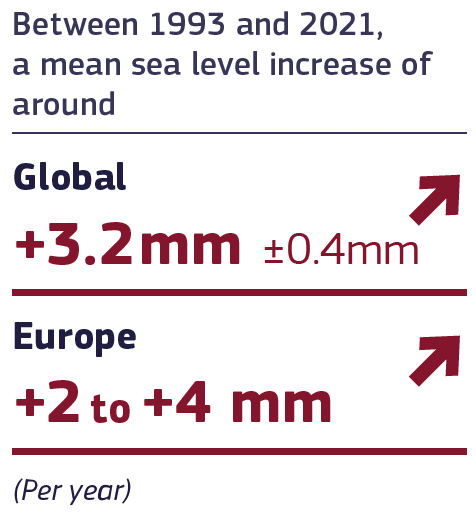 Between 1993 and 2021,
a mean sea level increase of
around
Global
+3.2mm ±0.4mm
Europe
+2 to +4 mm
(Per year)